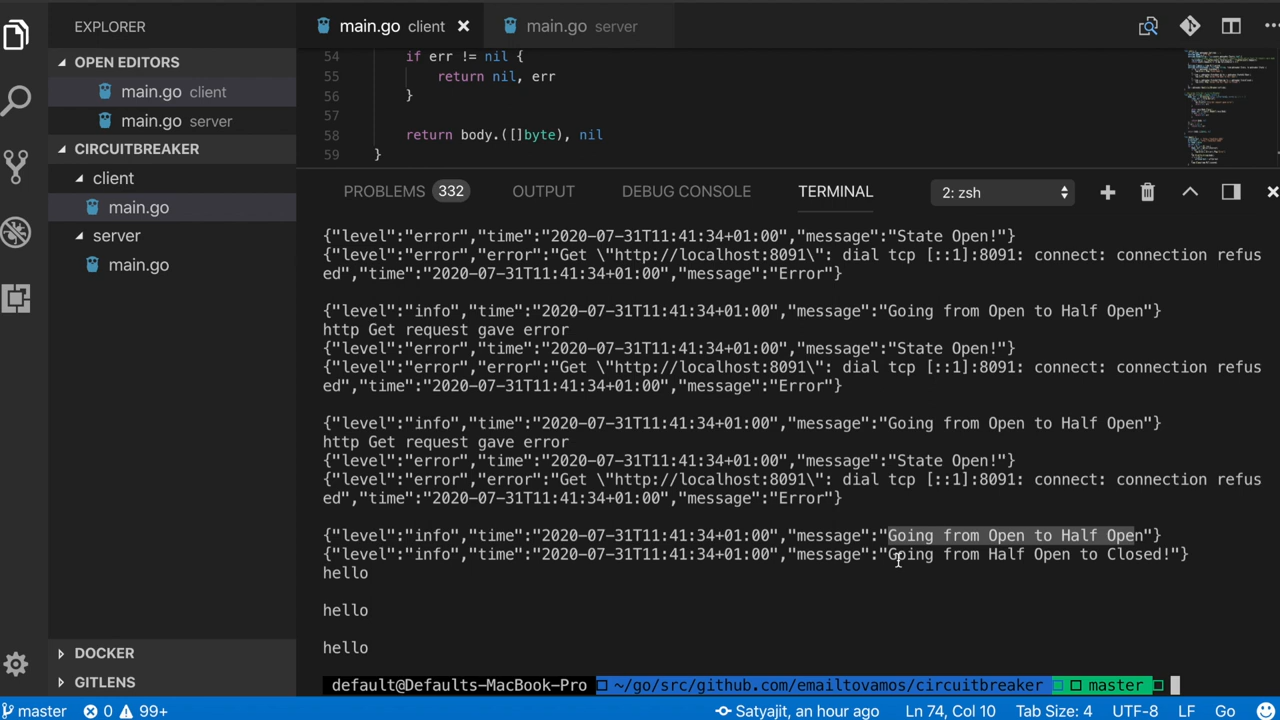 EXPLORER
OPEN EDITORS
main.go client
main.go server
CIRCUITBREAKER
client
main.go
server
main.go
DOCKER
GITLENS
main.go client
main.go server
54 if err != nil {
55 return nil, err
56 }
57
58 return body.([]byte), nil
59 }
PROBLEMS 332 OUTPUT DEBUG CONSOLE TERMINAL 2: zsh
{"level":"error","time":"2020-07-31T11:41:34+01:00","message":"State Open!"}
{"level":"error","error":"Get \"http://localhost:8091\": dial tcp [::1]:8091: connect: connection refus
ed","time":"2020-07-31T11:41:34+01:00","message":"Error"}
{"level":"info","time":"2020-07-31T11:41:34+01:00","message":"Going from Open to Half Open"}
http Get request gave error
{"level":"error","time":"2020-07-31T11:41:34+01:00","message":"State Open!"}
{"level":"error","error":"Get \"http://localhost:8091\": dial tcp [::1]:8091: connect: connection refus
ed","time":"2020-07-31T11:41:34+01:00","message":"Error"}
{"level":"info","time":"2020-07-31T11:41:34+01:00","message":"Going from Open to Half Open"}
http Get request gave error
{"level":"error","time":"2020-07-31T11:41:34+01:00","message":"State Open!"}
{"level":"error","error":"Get \"http://localhost:8091\": dial tcp [::1]:8091: connect: connection refus
ed","time":"2020-07-31T11:41:34+01:00","message":"Error"}
{"level":"info","time":"2020-07-31T11:41:34+01:00","message":"Going from Open to Half Open"}
{"level":"info","time":"2020-07-31T11:41:34+01:00","message":"Going from Half Open to Closed!"}
hello
hello
hello
default@Defaults-MacBook-Pro ~/go/src/github.com/emailtovamos/circuitbreaker master
master 0 99+ Satyajit, an hour ago Ln 74, Col 10 Tab Size: 4 UTF-8 LF Go